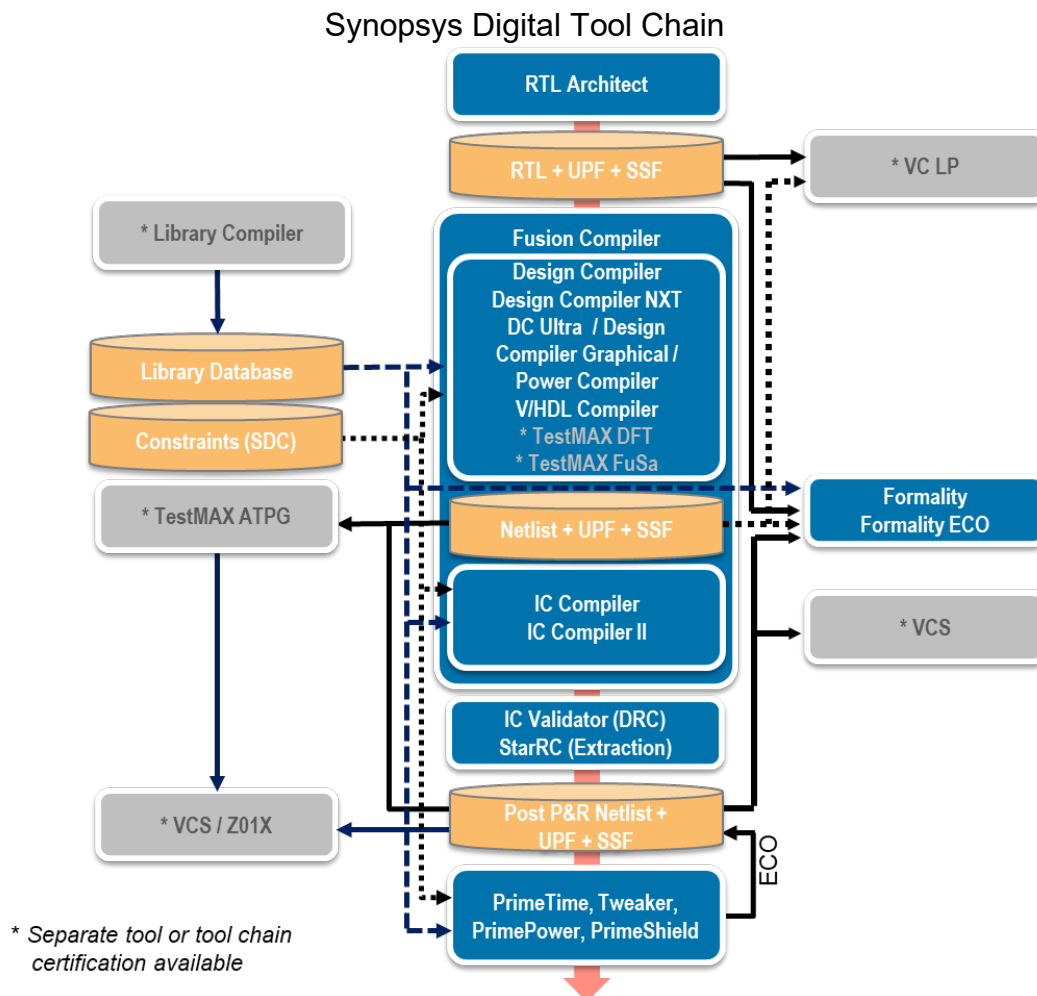 Synopsys Digital Tool Chain
RTL Architect
RTL + UPF + SSF
* VC LP
* Library Compiler
Fusion Compiler
Design Compiler
Design Compiler NXT
DC Ultra / Design
Compiler Graphical /
Power Compiler
V/HDL Compiler
* TestMAX DFT
* TestMAX FuSa
Library Database
Constraints (SDC)
* TestMAX ATPG
Netlist + UPF + SSF
Formality
Formality ECO
IC Compiler
IC Compiler II
* VCS
IC Validator (DRC)
StarRC (Extraction)
* VCS / Z01X
Post P&R Netlist +
UPF + SSF
ECO
PrimeTime, Tweaker,
PrimePower, PrimeShield
* Separate tool or tool chain
certification available